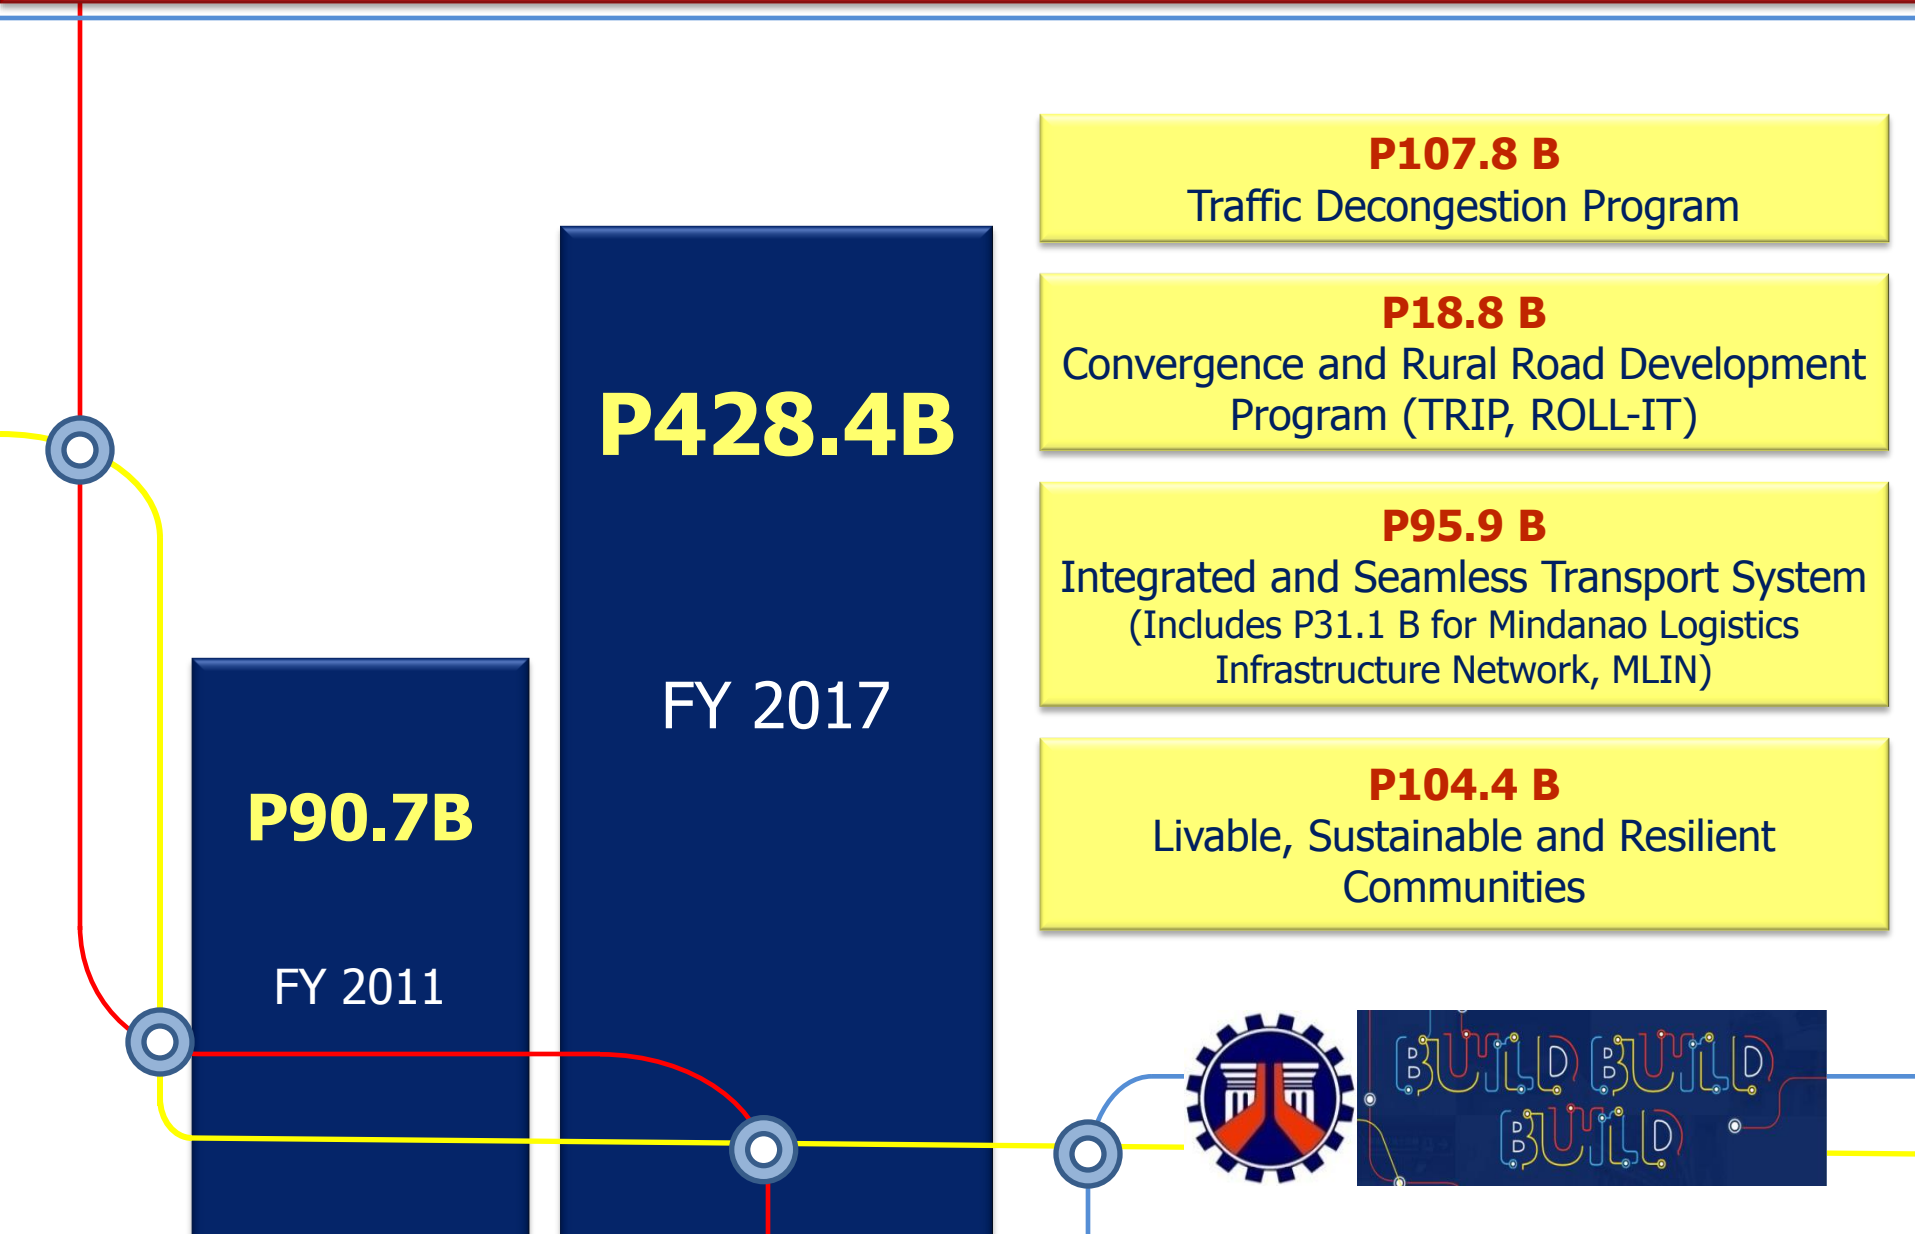 P90.7B
FY 2011
P428.4B
FY 2017
P107.8 B
Traffic Decongestion Program
P18.8 B
Convergence and Rural Road Development
Program (TRIP, ROLL-IT)
P95.9 B
Integrated and Seamless Transport System
(Includes P31.1 B for Mindanao Logistics
Infrastructure Network, MLIN)
P104.4 B
Livable, Sustainable and Resilient
Communities
BUILD BUILD
BUILD